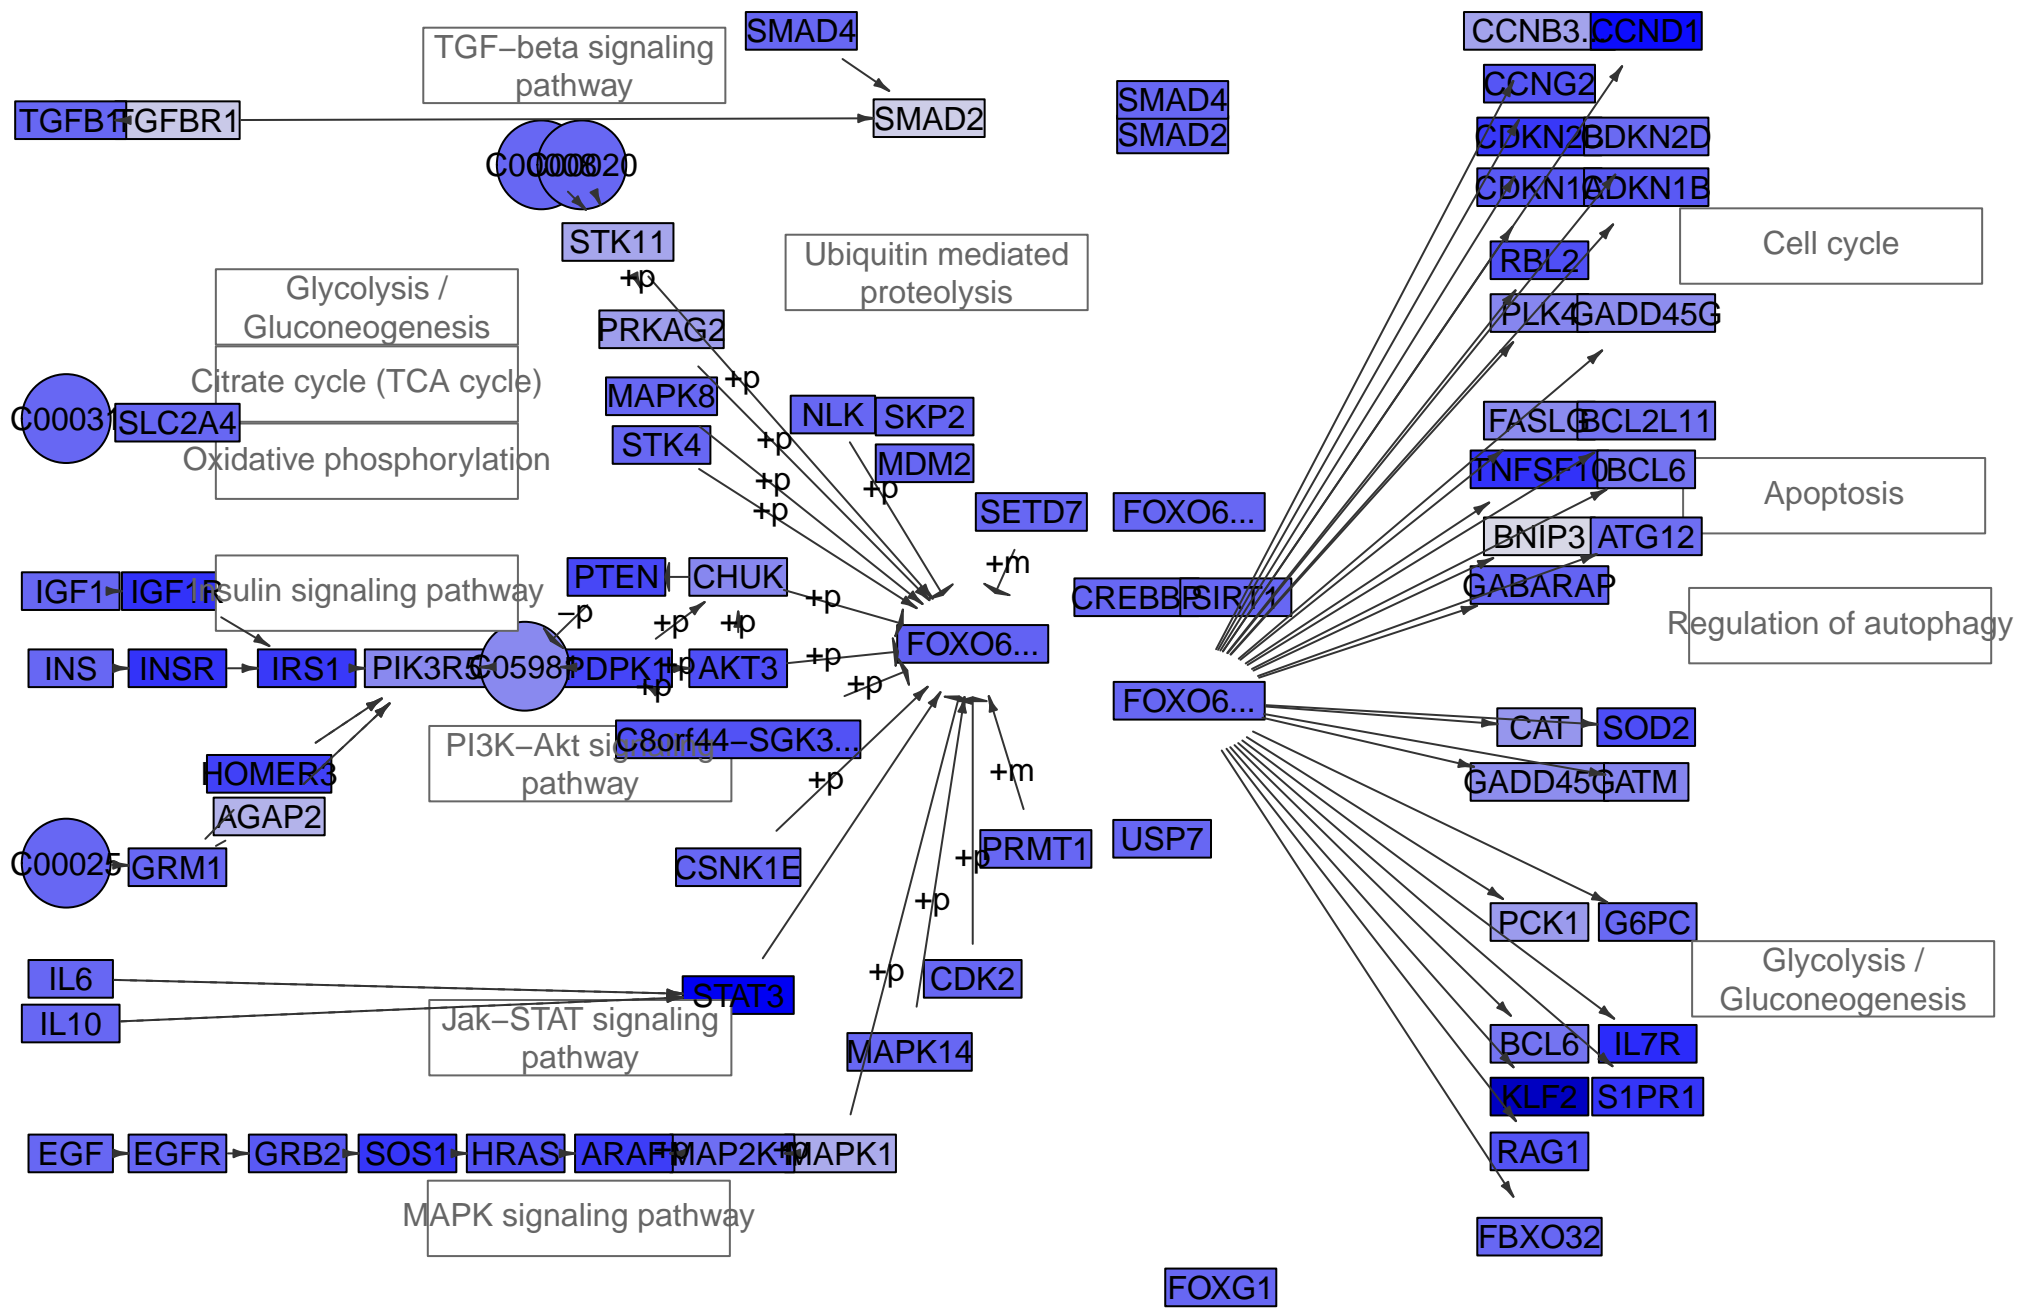 SMAD4
CCNB3...
CCND1
TGF−beta signaling
pathway
CCNG2
SMAD4
TGFB1
TGFBR1
SMAD2
SMAD2
CDKN2B
CDKN2D
C00020
CDKN1A
CDKN1B
STK11
Ubiquitin mediated
proteolysis
Cell cycle
RBL2
+p
Glycolysis /
Gluconeogenesis
PRKAG2
PLK4
GADD45G
Citrate cycle (TCA cycle)
+p
MAPK8
NLK
SKP2
FASLG
BCL2L11
C00031
SLC2A4
STK4
+p
Oxidative phosphorylation
MDM2
TNFSF10
BCL6
+p
+p
Apoptosis
+p
SETD7
FOXO6...
BNIP3
ATG12
+m
IGF1
IGF1R
Insulin signaling pathway
PTEN
CHUK
GABARAP
−p
+p
CREBBP
SIRT1
+p
+p
Regulation of autophagy
FOXO6...
INS
INSR
IRS1
PIK3R5
C05981
PDPK1
+p
AKT3
+p
+p
+p
FOXO6...
PI3K−Akt signaling
pathway
C8orf44−SGK3...
CAT
SOD2
HOMER3
+p
+m
GADD45G
GATM
AGAP2
C00025
GRM1
CSNK1E
+p
PRMT1
USP7
+p
PCK1
G6PC
IL6
STAT3
+p
CDK2
Glycolysis /
Gluconeogenesis
IL10
Jak−STAT signaling
pathway
MAPK14
BCL6
IL7R
KLF2
S1PR1
EGF
EGFR
GRB2
SOS1
HRAS
ARAF
+p
MAP2K1
+p
MAPK1
RAG1
MAPK signaling pathway
FBXO32
FOXG1